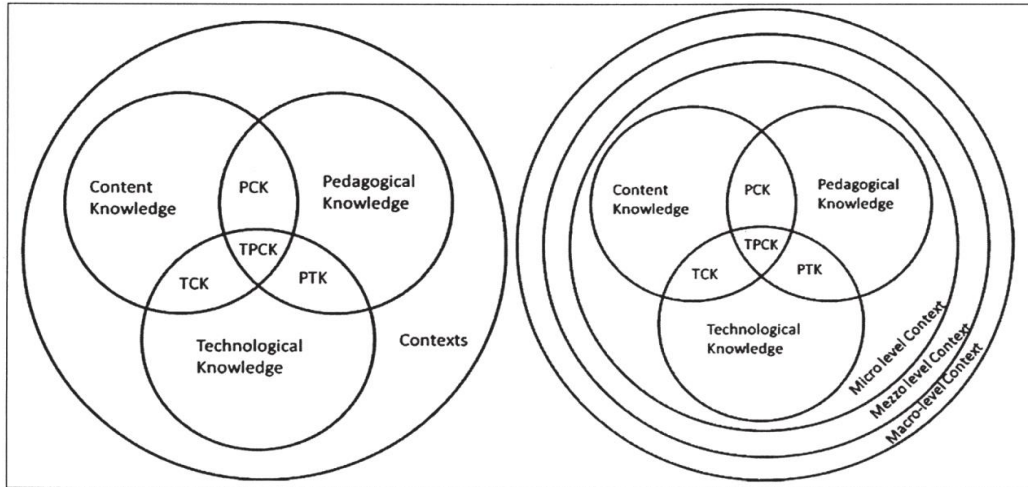 Content
Knowledge
PCK
Pedagogical
Knowledge
TPCK
TCK
PTK
Technological
Knowledge
Contexts
Content
Knowledge
PCK
Pedagogical
Knowledge
TPCK
TCK
PTK
Technological
Knowledge
Micro level Context
Mezzo level Context
Macro-level Context